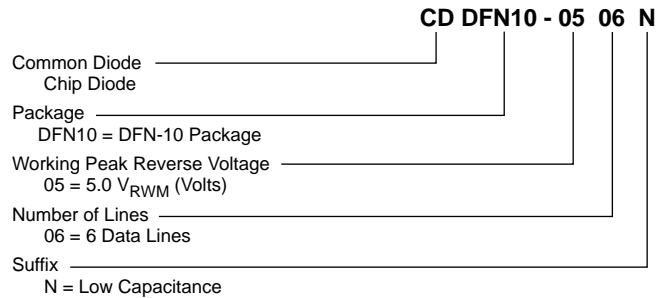 CD DFN10 - 05 06 N
Common Diode
Chip Diode
Package
DFN10 = DFN-10 Package
Working Peak Reverse Voltage
05 = 5.0 VRWM (Volts)
Number of Lines
06 = 6 Data Lines
Suffix
N = Low Capacitance